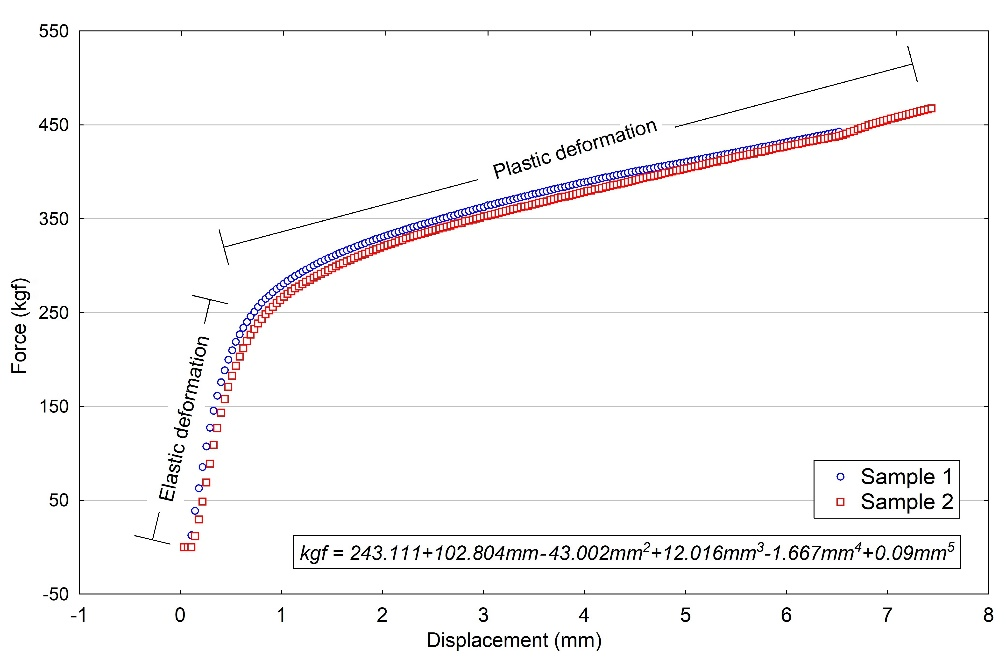 550
450
350
250
150
50
-50
Force (kgf)
Plastic deformation
Elastic deformation
Sample 1
Sample 2
kgf = 243.111+102.804mm-43.002mm²+12.016mm³-1.667mm⁴+0.09mm⁵
-1 0 1 2 3 4 5 6 7 8
Displacement (mm)